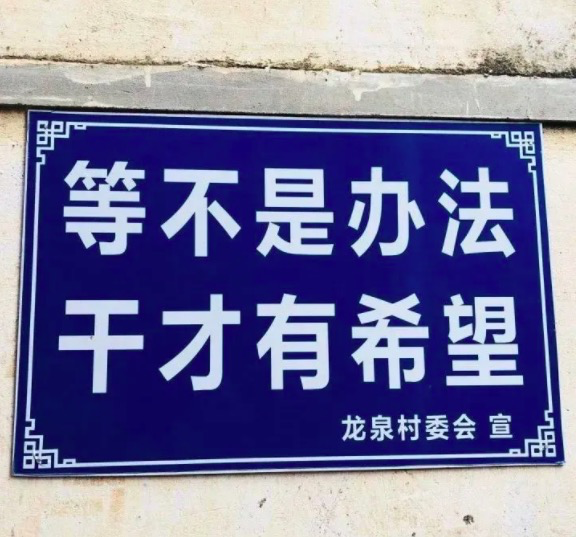 等不是办法
干才有希望
龙泉村委会 宣